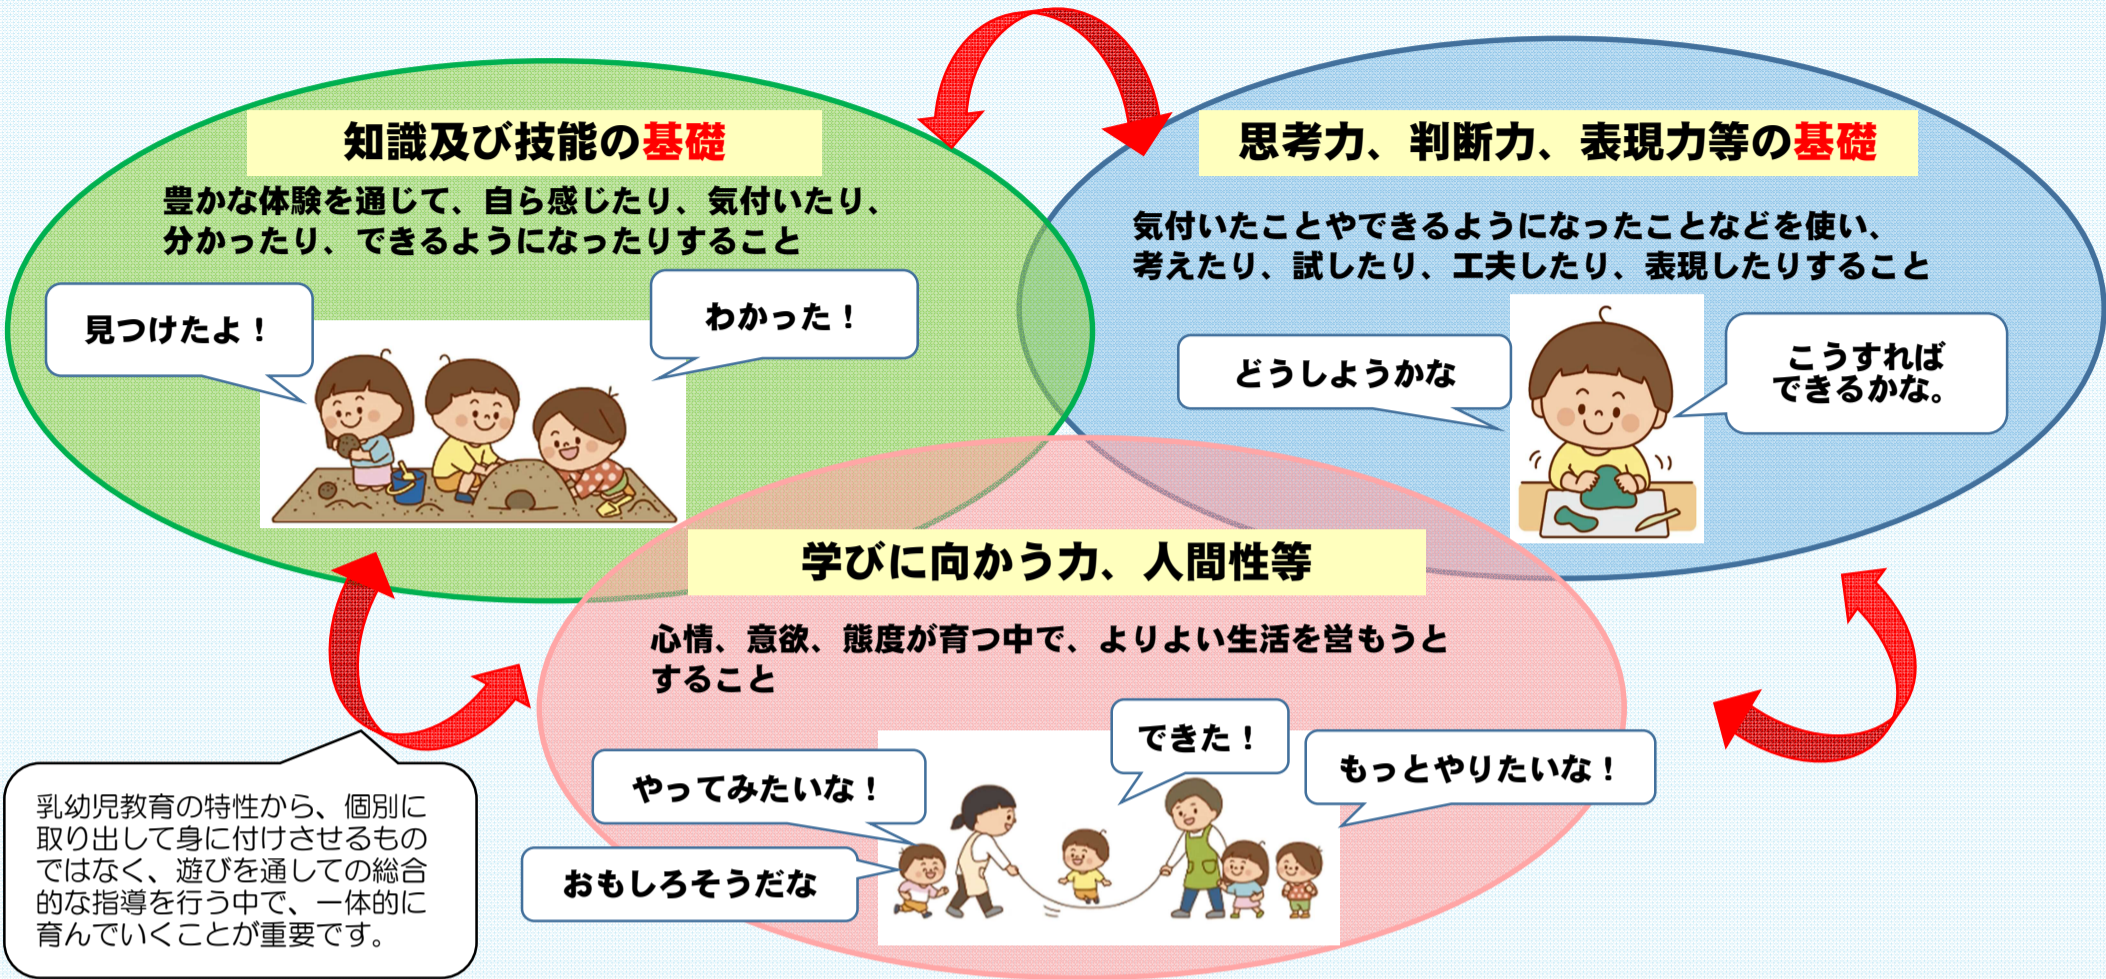 知識及び技能の基礎
豊かな体験を通じて、自ら感じたり、気付いたり、
分かったり、できるようになったりすること
見つけたよ！
わかった！
思考力、判断力、表現力等の基礎
気付いたことやできるようになったことなどを使い、
考えたり、試したり、工夫したり、表現したりすること
どうしようかな
こうすれば
できるかな。
学びに向かう力、人間性等
心情、意欲、態度が育つ中で、よりよい生活を営もうと
すること
やってみたいな！
できた！
もっとやりたいな！
おもしろそうだな
乳幼児教育の特性から、個別に
取り出して身に付けさせるもの
ではなく、遊びを通しての総合
的な指導を行う中で、一体的に
育んでいくことが重要です。